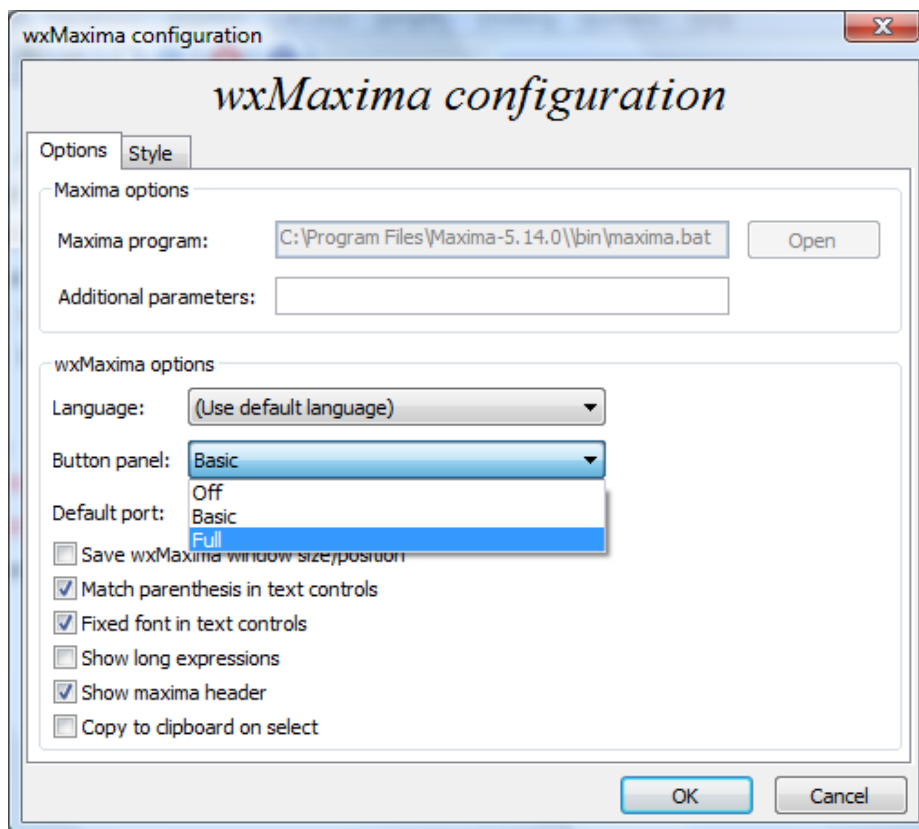 wxMaxima configuration
wxMaxima configuration
Options Style
Maxima options
Maxima program: C:\Program Files\Maxima-5.14.0\\bin\maxima.bat Open
Additional parameters:
wxMaxima options
Language: (Use default language)
Button panel: Basic
Off
Default port: Basic
Full
Save wxMaxima window size/position
Match parenthesis in text controls
Fixed font in text controls
Show long expressions
Show maxima header
Copy to clipboard on select
OK Cancel